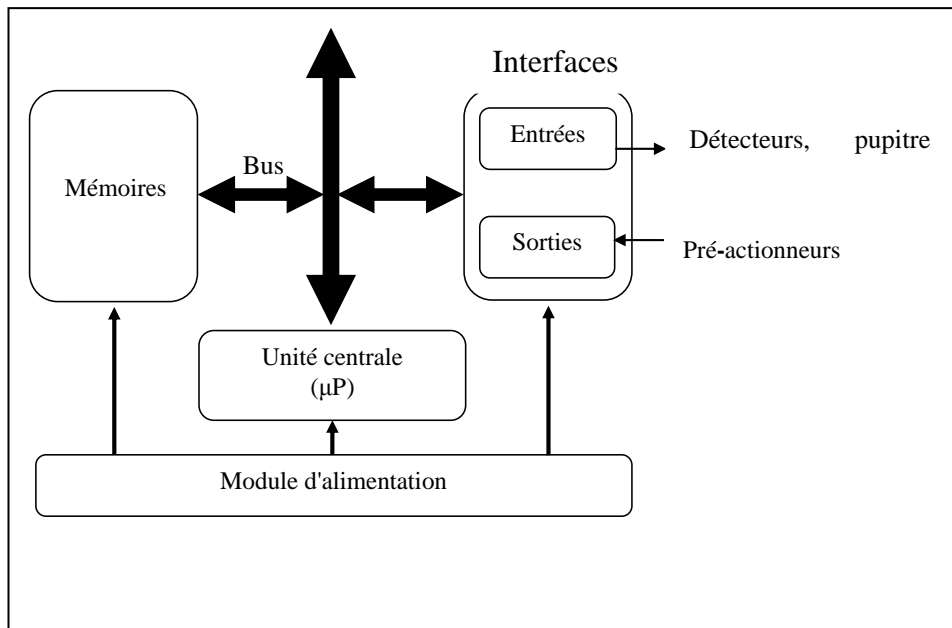 Interfaces
Mémoires
Bus
Entrées
Détecteurs, pupitre
Sorties
Pré-actionneurs
Unité centrale
(μP)
Module d'alimentation